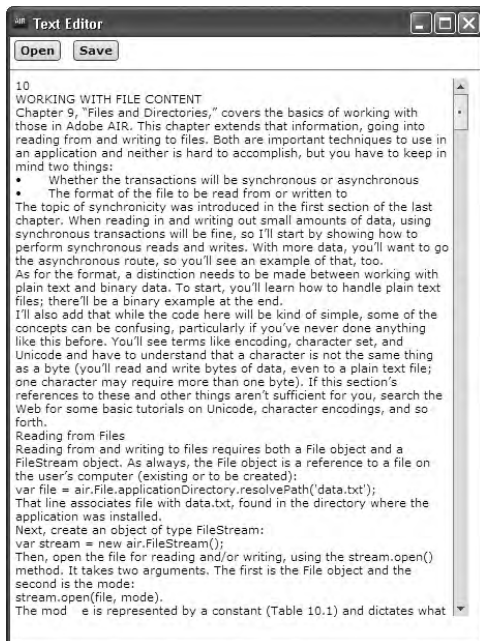 AIR Text Editor
Open Save
10
WORKING WITH FILE CONTENT
Chapter 9, “Files and Directories,” covers the basics of working with
those in Adobe AIR. This chapter extends that information, going into
reading from and writing to files. Both are important techniques to use in
an application and neither is hard to accomplish, but you have to keep in
mind two things:
• Whether the transactions will be synchronous or asynchronous
• The format of the file to be read from or written to
The topic of synchronicity was introduced in the first section of the last
chapter. When reading in and writing out small amounts of data, using
synchronous transactions will be fine, so I’ll start by showing how to
perform synchronous reads and writes. With more data, you’ll want to go
the asynchronous route, so you’ll see an example of that, too.
As for the format, a distinction needs to be made between working with
plain text and binary data. To start, you’ll learn how to handle plain text
files; there’ll be a binary example at the end.
I’ll also add that while the code here will be kind of simple, some of the
concepts can be confusing, particularly if you’ve never done anything
like this before. You’ll see terms like encoding, character set, and
Unicode and have to understand that a character is not the same thing
as a byte (you’ll read and write bytes of data, even to a plain text file;
one character may require more than one byte). If this section’s
references to these and other things aren’t sufficient for you, search the
Web for some basic tutorials on Unicode, character encodings, and so
forth.
Reading from Files
Reading from and writing to files requires both a File object and a
FileStream object. As always, the File object is a reference to a file on
the user’s computer (existing or to be created):
var file = air.File.applicationDirectory.resolvePath('data.txt');
That line associates file with data.txt, found in the directory where the
application was installed.
Next, create an object of type FileStream:
var stream = new air.FileStream();
Then, open the file for reading and/or writing, using the stream.open()
method. It takes two arguments. The first is the File object and the
second is the mode:
stream.open(file, mode).
The mod e is represented by a constant (Table 10.1) and dictates what